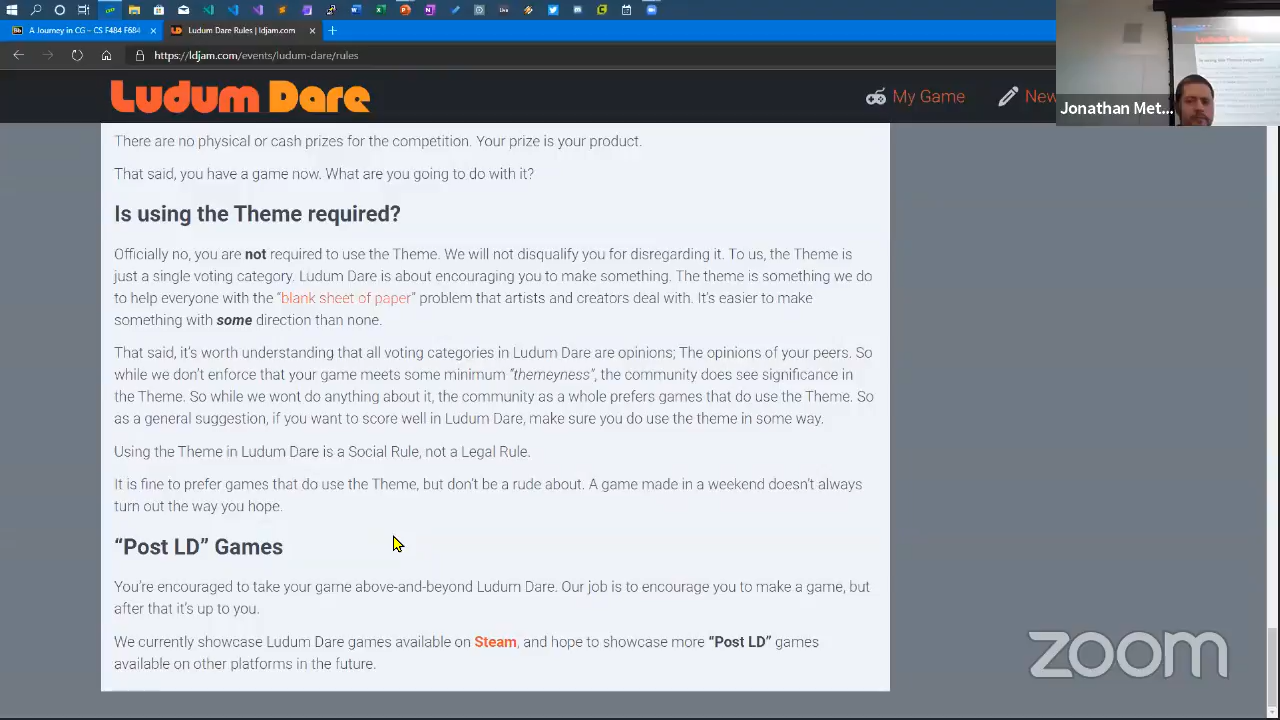 A Journey in CG – CS F484 F684
Ludum Dare Rules | ldjam.com
https://ldjam.com/events/ludum-dare/rules
LUDUM DARE
My Game
New
Jonathan Met...
There are no physical or cash prizes for the competition. Your prize is your product.
That said, you have a game now. What are you going to do with it?
Is using the Theme required?
Officially no, you are not required to use the Theme. We will not disqualify you for disregarding it. To us, the Theme is
just a single voting category. Ludum Dare is about encouraging you to make something. The theme is something we do
to help everyone with the “blank sheet of paper” problem that artists and creators deal with. It’s easier to make
something with some direction than none.
That said, it’s worth understanding that all voting categories in Ludum Dare are opinions; The opinions of your peers. So
while we don’t enforce that your game meets some minimum “themeyness”, the community does see significance in
the Theme. So while we wont do anything about it, the community as a whole prefers games that do use the Theme. So
as a general suggestion, if you want to score well in Ludum Dare, make sure you do use the theme in some way.
Using the Theme in Ludum Dare is a Social Rule, not a Legal Rule.
It is fine to prefer games that do use the Theme, but don’t be a rude about. A game made in a weekend doesn’t always
turn out the way you hope.
“Post LD” Games
You’re encouraged to take your game above-and-beyond Ludum Dare. Our job is to encourage you to make a game, but
after that it’s up to you.
We currently showcase Ludum Dare games available on Steam, and hope to showcase more “Post LD” games
available on other platforms in the future.
zoom